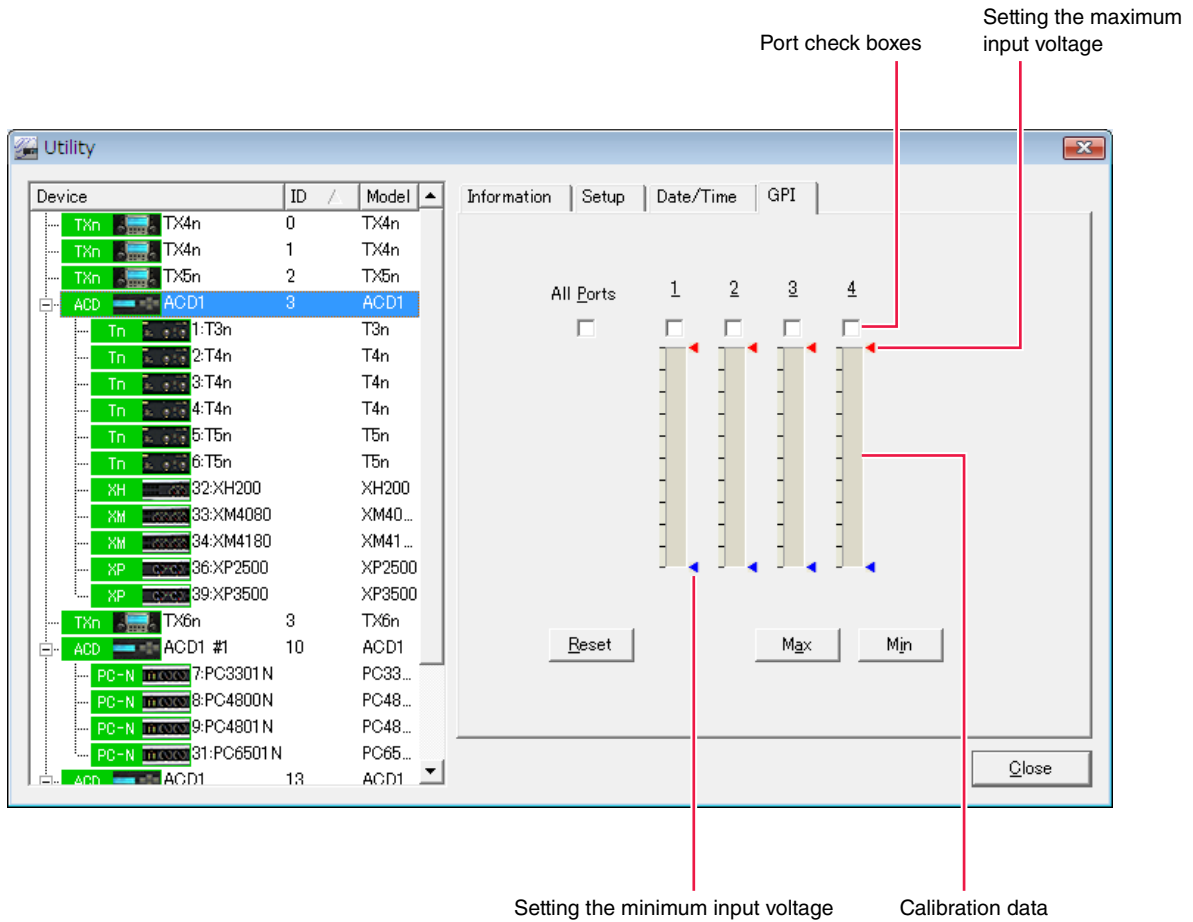 Setting the maximum
input voltage
Port check boxes
Utility
Device ID Model
TXn TX4n 0 TX4n
TXn TX4n 1 TX4n
TXn TX5n 2 TX5n
ACD ACD1 3 ACD1
Tn 1:T3n T3n
Tn 2:T4n T4n
Tn 3:T4n T4n
Tn 4:T4n T4n
Tn 5:T5n T5n
Tn 6:T5n T5n
XH 32:XH200 XH200
XM 33:XM4080 XM40...
XM 34:XM4180 XM41...
XP 36:XP2500 XP2500
XP 39:XP3500 XP3500
TXn TX6n 3 TX6n
ACD ACD1 #1 10 ACD1
PC-N 7:PC3301N PC33...
PC-N 8:PC4800N PC48...
PC-N 9:PC4801N PC48...
PC-N 31:PC6501N PC65...
ACD ACD1 13 ACD1
Information Setup Date/Time GPI
All Ports 1 2 3 4
Reset Max Min
Close
Setting the minimum input voltage
Calibration data